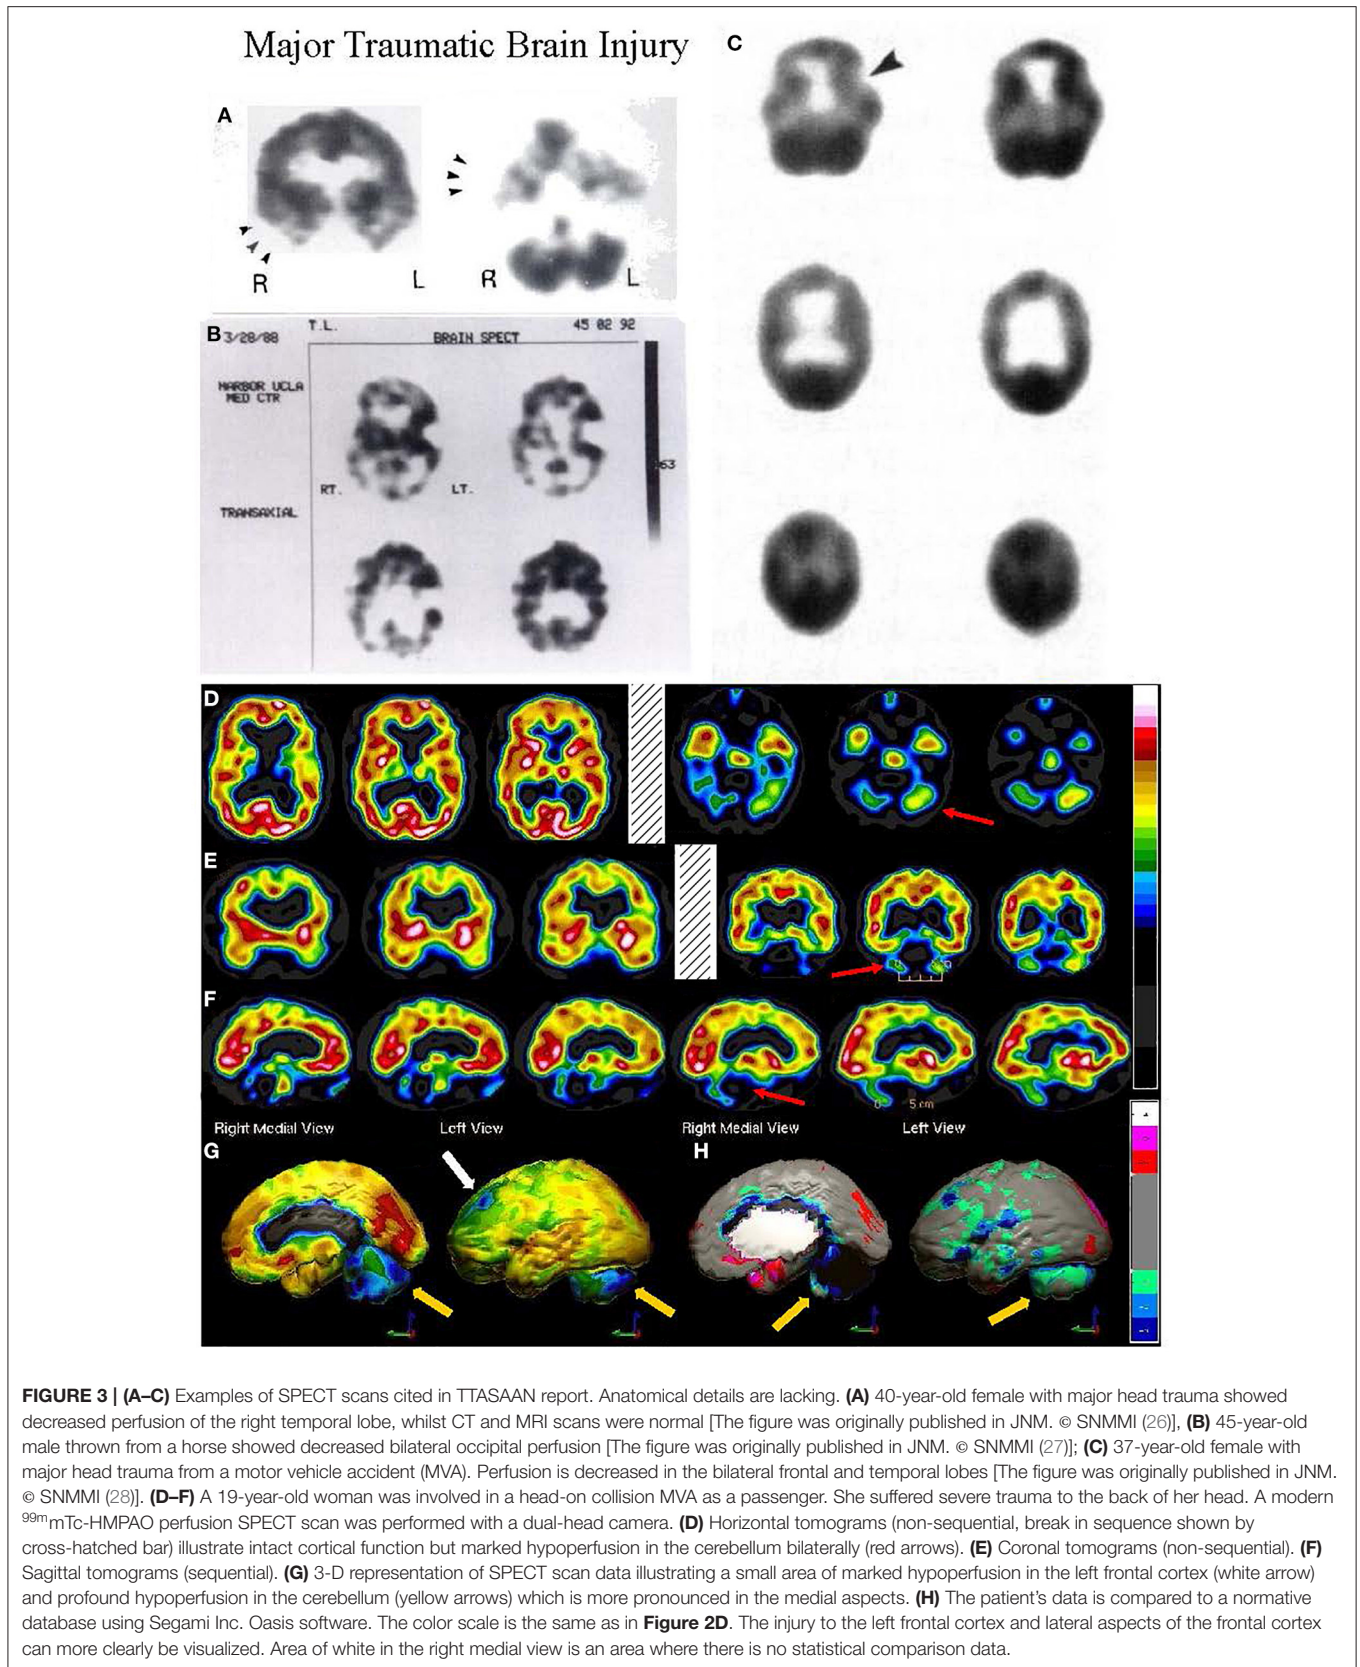 Major Traumatic Brain Injury
A
R
L
R
L
B
3/28/88
T.L.
45 02 92
BRAIN SPECT
HARBOR UCLA
MED CTR
RT.
LT.
63
TRANSAXIAL
C
D
E
F
0 5 cm
Right Medial View
Left View
Right Medial View
Left View
G
H
FIGURE 3 | (A–C) Examples of SPECT scans cited in TTASAAN report. Anatomical details are lacking. (A) 40-year-old female with major head trauma showed
decreased perfusion of the right temporal lobe, whilst CT and MRI scans were normal [The figure was originally published in JNM. © SNMMI (26)], (B) 45-year-old
male thrown from a horse showed decreased bilateral occipital perfusion [The figure was originally published in JNM. © SNMMI (27)]; (C) 37-year-old female with
major head trauma from a motor vehicle accident (MVA). Perfusion is decreased in the bilateral frontal and temporal lobes [The figure was originally published in JNM.
© SNMMI (28)]. (D–F) A 19-year-old woman was involved in a head-on collision MVA as a passenger. She suffered severe trauma to the back of her head. A modern
99mmTc-HMPAO perfusion SPECT scan was performed with a dual-head camera. (D) Horizontal tomograms (non-sequential, break in sequence shown by
cross-hatched bar) illustrate intact cortical function but marked hypoperfusion in the cerebellum bilaterally (red arrows). (E) Coronal tomograms (non-sequential). (F)
Sagittal tomograms (sequential). (G) 3-D representation of SPECT scan data illustrating a small area of marked hypoperfusion in the left frontal cortex (white arrow)
and profound hypoperfusion in the cerebellum (yellow arrows) which is more pronounced in the medial aspects. (H) The patient's data is compared to a normative
database using Segami Inc. Oasis software. The color scale is the same as in Figure 2D. The injury to the left frontal cortex and lateral aspects of the frontal cortex
can more clearly be visualized. Area of white in the right medial view is an area where there is no statistical comparison data.